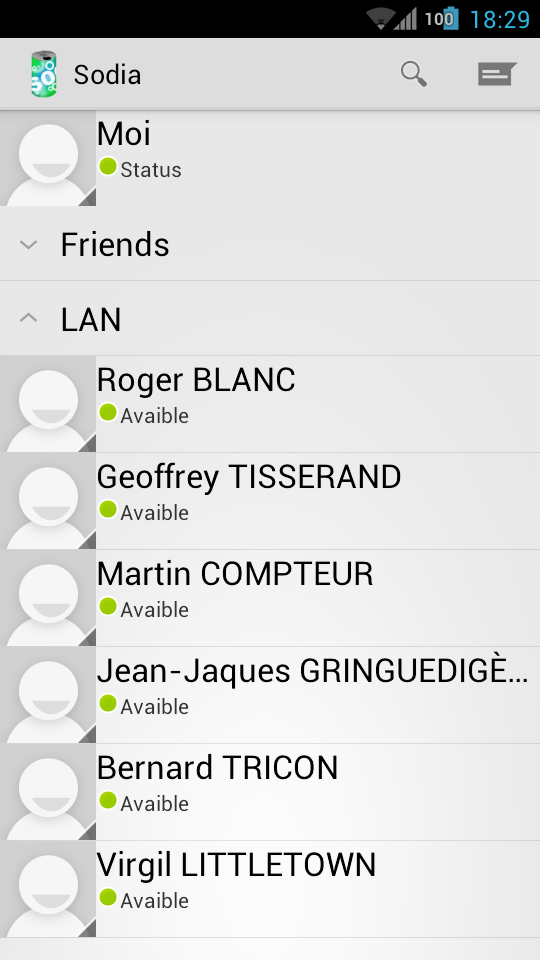 100 18:29
Sodia
Moi
Status
Friends
LAN
Roger BLANC
Avaible
Geoffrey TISSERAND
Avaible
Martin COMPTEUR
Avaible
Jean-Jaques GRINGUEDIGÈ...
Avaible
Bernard TRICON
Avaible
Virgil LITTLETOWN
Avaible